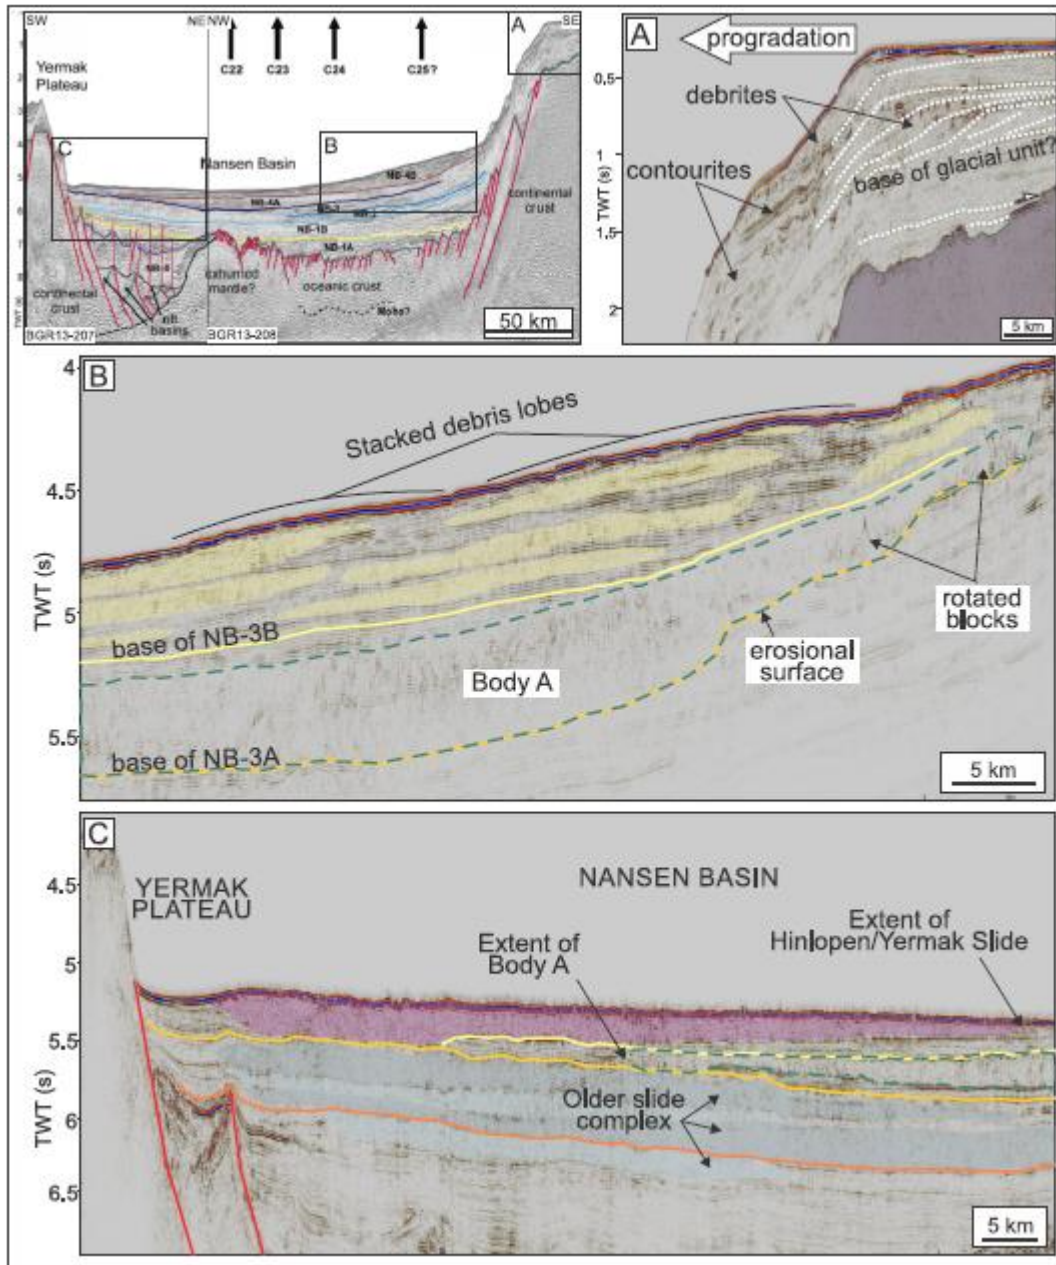 SW
NE NW
SE
A
C22
C23
C24
C25?
Yermak
Plateau
C
B
Nansen Basin
NB-4B
NB-4A
NB-1B
NB-1A
continental
crust
exhumed
mantle?
oceanic crust
Moho?
continental
crust
rift
basins
TWT (s)
BGR13-207
BGR13-208
50 km
A
progradation
debrites
contourites
base of glacial unit?
0,5
1
1,5
2
TWT (s)
5 km
B
4
4.5
5
5.5
TWT (s)
Stacked debris lobes
base of NB-3B
Body A
base of NB-3A
erosional
surface
rotated
blocks
5 km
C
4.5
5
5.5
6
6.5
TWT (s)
YERMAK
PLATEAU
NANSEN BASIN
Extent of
Body A
Extent of
Hinlopen/Yermak Slide
Older slide
complex
5 km